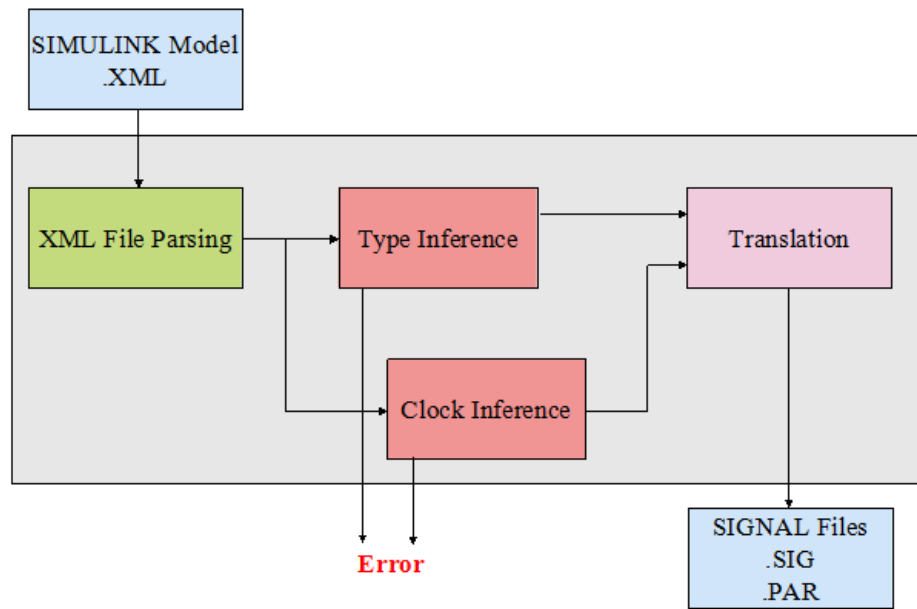 SIMULINK Model
.XML
XML File Parsing
Type Inference
Translation
Clock Inference
Error
SIGNAL Files
.SIG
.PAR